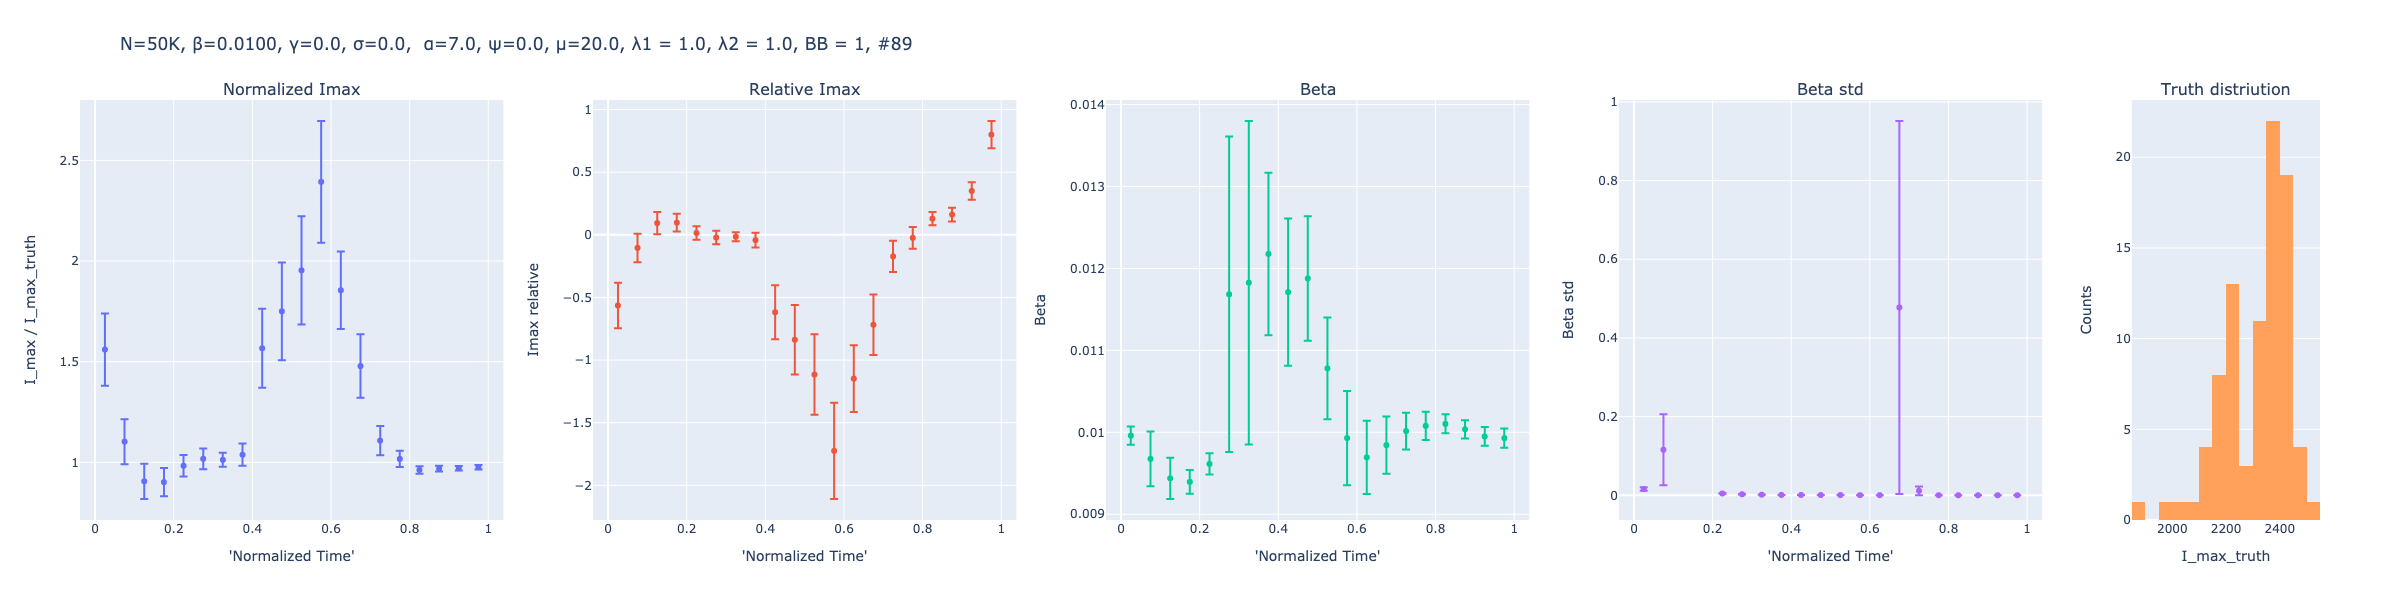 N=50K, β=0.0100, γ=0.0, σ=0.0,  α=7.0, ψ=0.0, μ=20.0, λ1 = 1.0, λ2 = 1.0, BB = 1, #89
Normalized Imax
I_max / I_max_truth
2.5
2
1.5
1
0 0.2 0.4 0.6 0.8 1
'Normalized Time'
Relative Imax
Imax relative
1
0.5
0
−0.5
−1
−1.5
−2
0 0.2 0.4 0.6 0.8 1
'Normalized Time'
Beta
Beta
0.014
0.013
0.012
0.011
0.01
0.009
0 0.2 0.4 0.6 0.8 1
'Normalized Time'
Beta std
Beta std
1
0.8
0.6
0.4
0.2
0
0 0.2 0.4 0.6 0.8 1
'Normalized Time'
Truth distriution
Counts
20
15
10
5
0
2000 2200 2400
I_max_truth